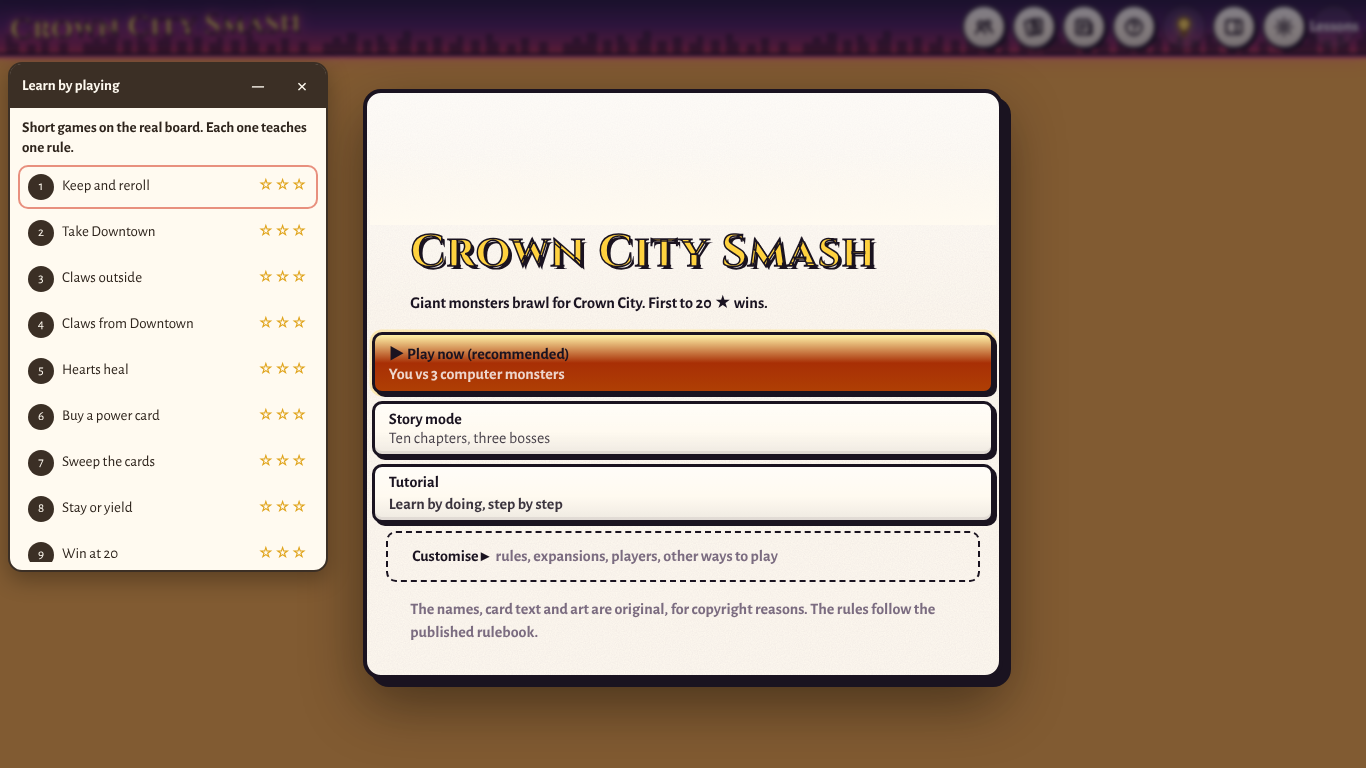 Crown City Smash
Lessons
Learn by playing
Short games on the real board. Each one teaches
one rule.
1 Keep and reroll ☆ ☆ ☆
2 Take Downtown ☆ ☆ ☆
3 Claws outside ☆ ☆ ☆
4 Claws from Downtown ☆ ☆ ☆
5 Hearts heal ☆ ☆ ☆
6 Buy a power card ☆ ☆ ☆
7 Sweep the cards ☆ ☆ ☆
8 Stay or yield ☆ ☆ ☆
9 Win at 20 ☆ ☆ ☆
Crown City Smash
Giant monsters brawl for Crown City. First to 20 ★ wins.
▶ Play now (recommended)
You vs 3 computer monsters
Story mode
Ten chapters, three bosses
Tutorial
Learn by doing, step by step
Customise ▶ rules, expansions, players, other ways to play
The names, card text and art are original, for copyright reasons. The rules follow the
published rulebook.